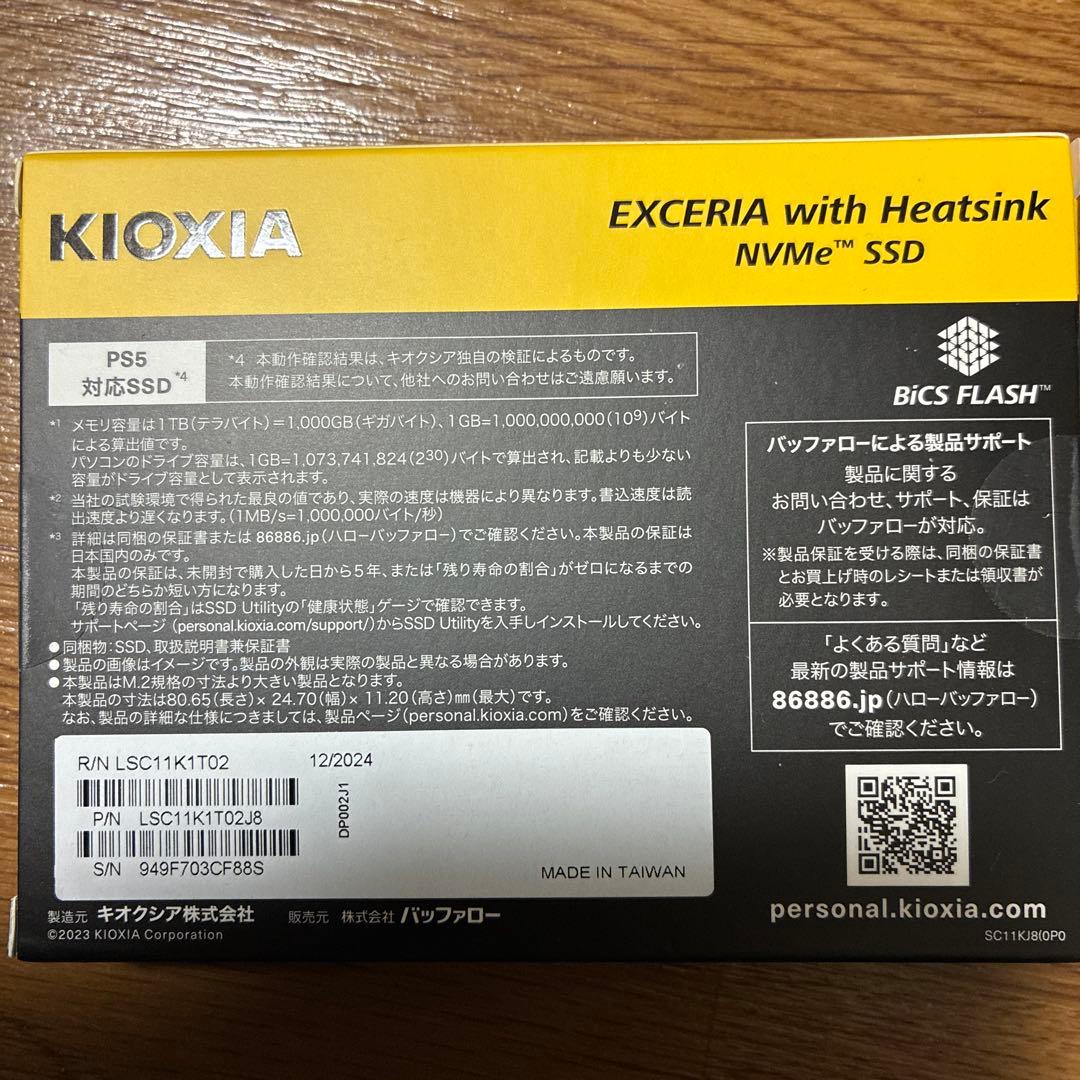 KIOXIA
EXCERIA with Heatsink
NVMe™ SSD
PS5
対応SSD*4
*4 本動作確認結果は、キオクシア独自の検証によるものです。
本動作確認結果について、他社へのお問い合わせはご遠慮願います。
BiCS FLASH™
*1 メモリ容量は1TB(テラバイト)=1,000GB(ギガバイト)、1GB=1,000,000,000(10⁹)バイト
による算出値です。
パソコンのドライブ容量は、1GB=1,073,741,824(2³⁰)バイトで算出され、記載よりも少ない
容量がドライブ容量として表示されます。
*2 当社の試験環境で得られた最良の値であり、実際の速度は機器により異なります。書込速度は読
出速度より遅くなります。(1MB/s=1,000,000バイト/秒)
*3 詳細は同梱の保証書または 86886.jp(ハローバッファロー)でご確認ください。本製品の保証は
日本国内のみです。
本製品の保証は、未開封で購入した日から5年、または「残り寿命の割合」がゼロになるまでの
期間のどちらか短い方になります。
「残り寿命の割合」はSSD Utilityの「健康状態」ゲージで確認できます。
サポートページ (personal.kioxia.com/support/)からSSD Utilityを入手しインストールしてください。
●同梱物:SSD、取扱説明書兼保証書
●製品の画像はイメージです。製品の外観は実際の製品と異なる場合があります。
●本製品はM.2規格の寸法より大きい製品となります。
本製品の寸法は80.65(長さ)× 24.70(幅)× 11.20(高さ)㎜(最大)です。
なお、製品の詳細な仕様につきましては、製品ページ(personal.kioxia.com)をご確認ください。
バッファローによる製品サポート
製品に関する
お問い合わせ、サポート、保証は
バッファローが対応。
※製品保証を受ける際は、同梱の保証書
とお買上げ時のレシートまたは領収書が
必要となります。
「よくある質問」など
最新の製品サポート情報は
86886.jp(ハローバッファロー)
でご確認ください。
R/N LSC11K1T02
12/2024
P/N LSC11K1T02J8
DP002J1
S/N 949F703CF88S
MADE IN TAIWAN
製造元 キオクシア株式会社 販売元 株式会社 バッファロー
©2023 KIOXIA Corporation
personal.kioxia.com
SC11KJ8(0P0